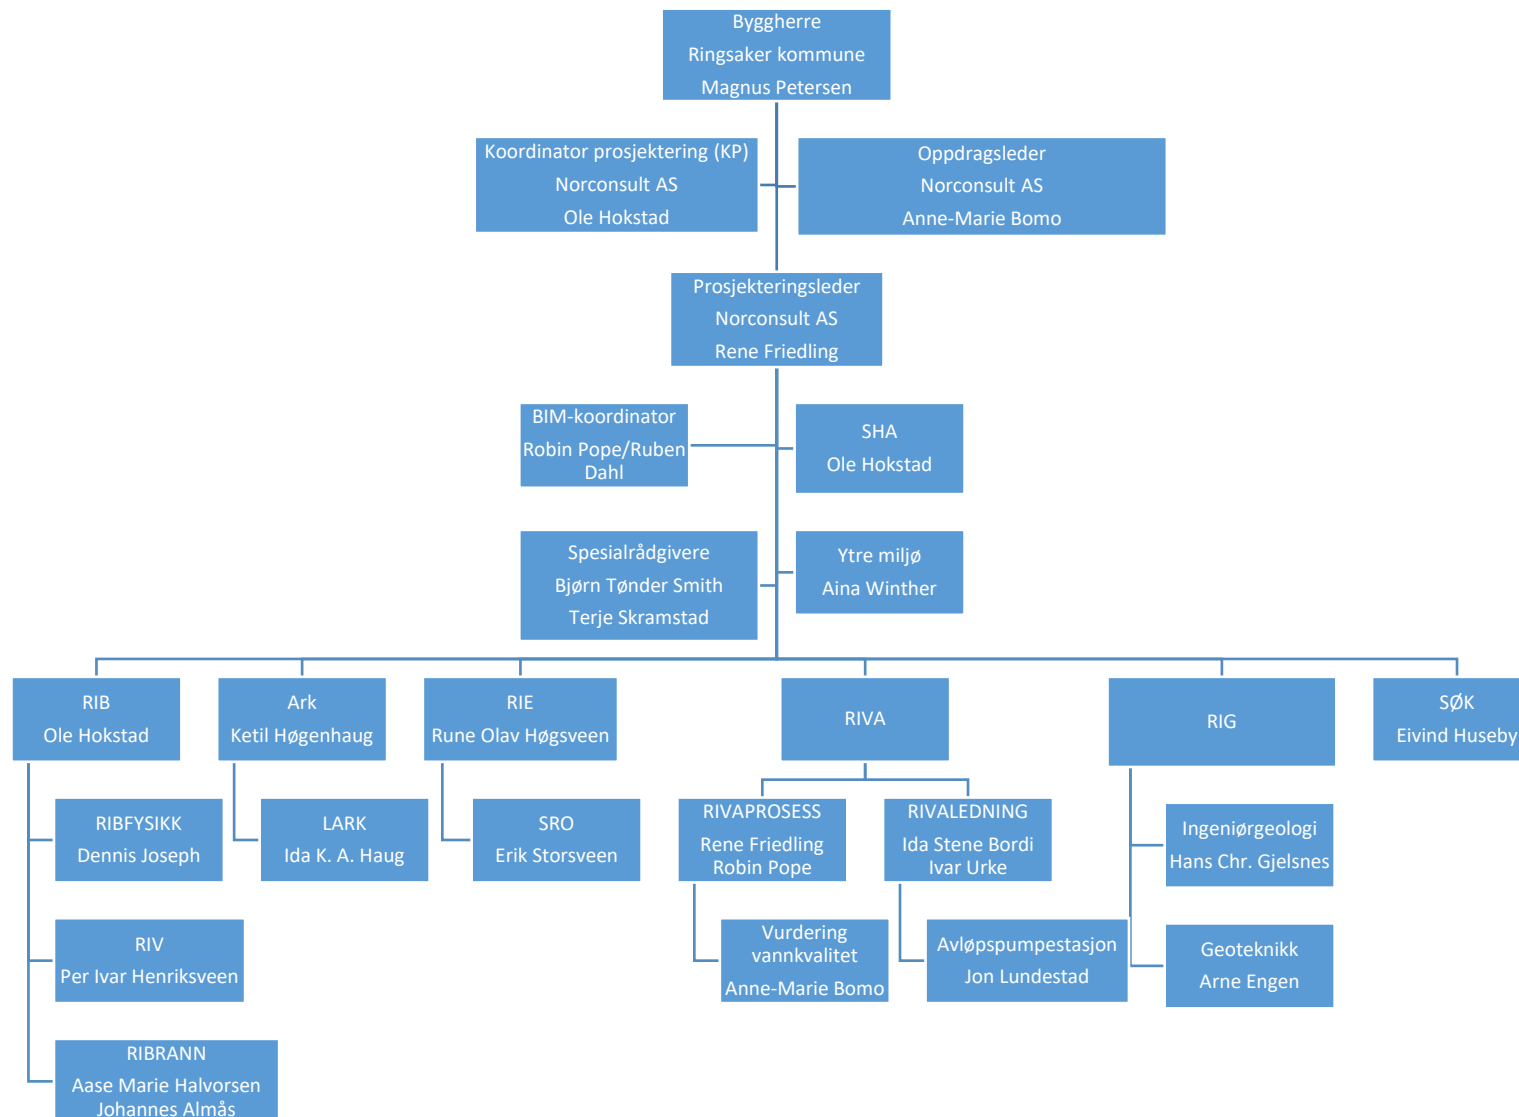 Byggherre
Ringsaker kommune
Magnus Petersen
Koordinator prosjektering (KP)
Norconsult AS
Ole Hokstad
Oppdragsleder
Norconsult AS
Anne-Marie Bomo
Prosjekteringsleder
Norconsult AS
Rene Friedling
BIM-koordinator
Robin Pope/Ruben
Dahl
SHA
Ole Hokstad
Spesialrådgivere
Bjørn Tønder Smith
Terje Skramstad
Ytre miljø
Aina Winther
RIB
Ole Hokstad
Ark
Ketil Høgenhaug
RIE
Rune Olav Høgsveen
RIVA
RIG
SØK
Eivind Huseby
RIBFYSIKK
Dennis Joseph
LARK
Ida K. A. Haug
SRO
Erik Storsveen
RIVAPROSESS
Rene Friedling
Robin Pope
RIVALEDNING
Ida Stene Bordi
Ivar Urke
Ingeniørgeologi
Hans Chr. Gjelsnes
RIV
Per Ivar Henriksveen
Vurdering
vannkvalitet
Anne-Marie Bomo
Avløpspumpestasjon
Jon Lundestad
Geoteknikk
Arne Engen
RIBRANN
Aase Marie Halvorsen
Johannes Almås